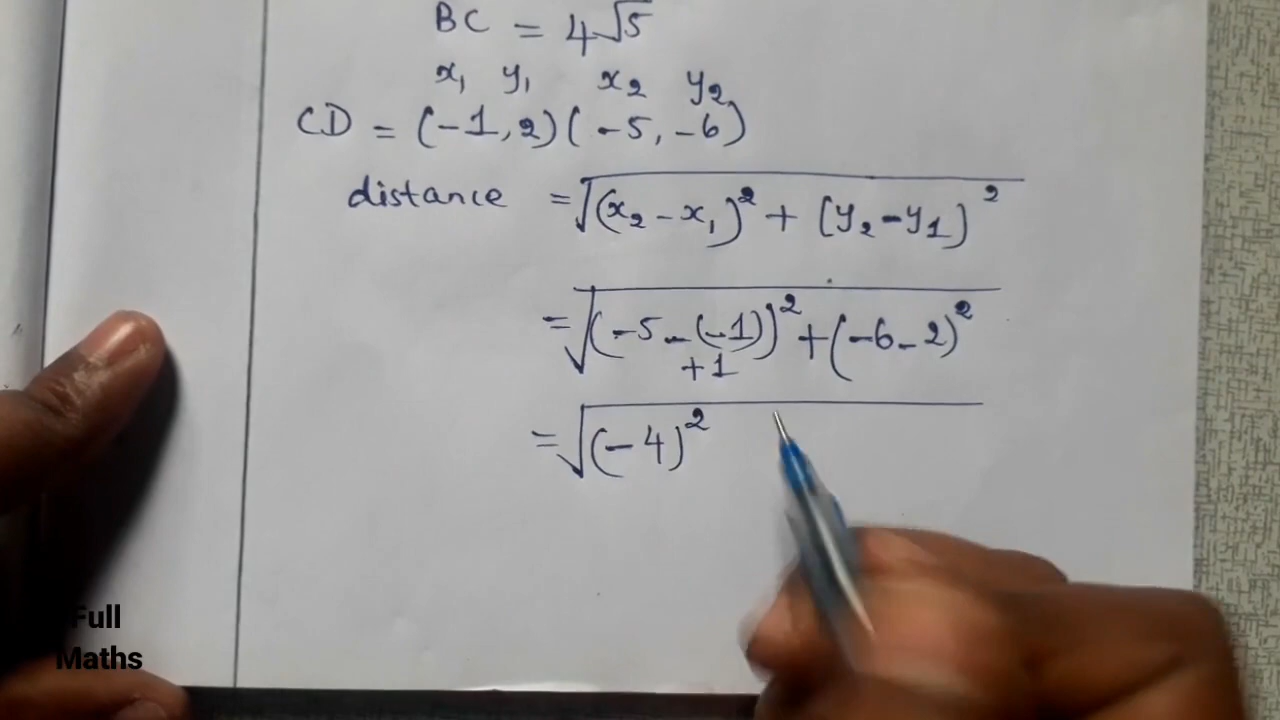 BC = 4√5
x₁ y₁ x₂ y₂
CD = (-1, 2) (-5, -6)
distance = √(x₂ - x₁)² + (y₂ - y₁)²
= √(-5 - (-1))² + (-6 - 2)²
+1
= √(-4)²
Full
Maths